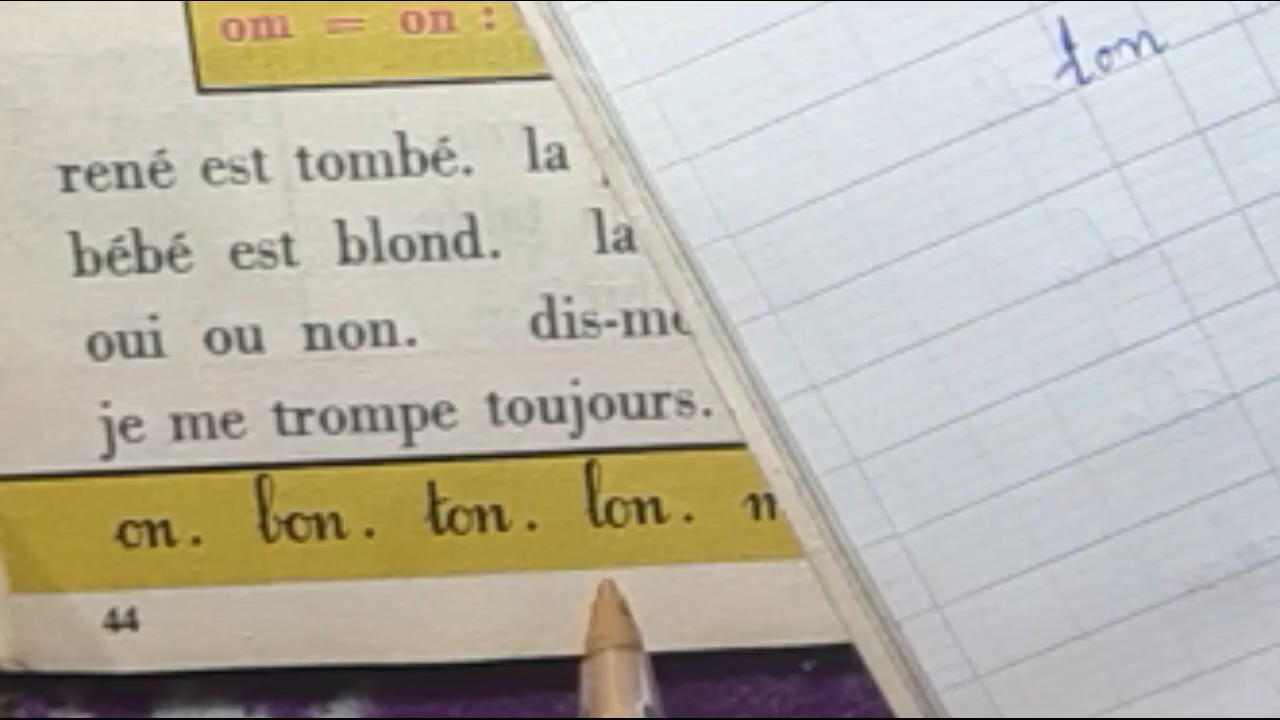 om = on :
rené est tombé. la
bébé est blond. la
oui ou non. dis-me
je me trompe toujours.
on. bon. ton. lon.
44
ton